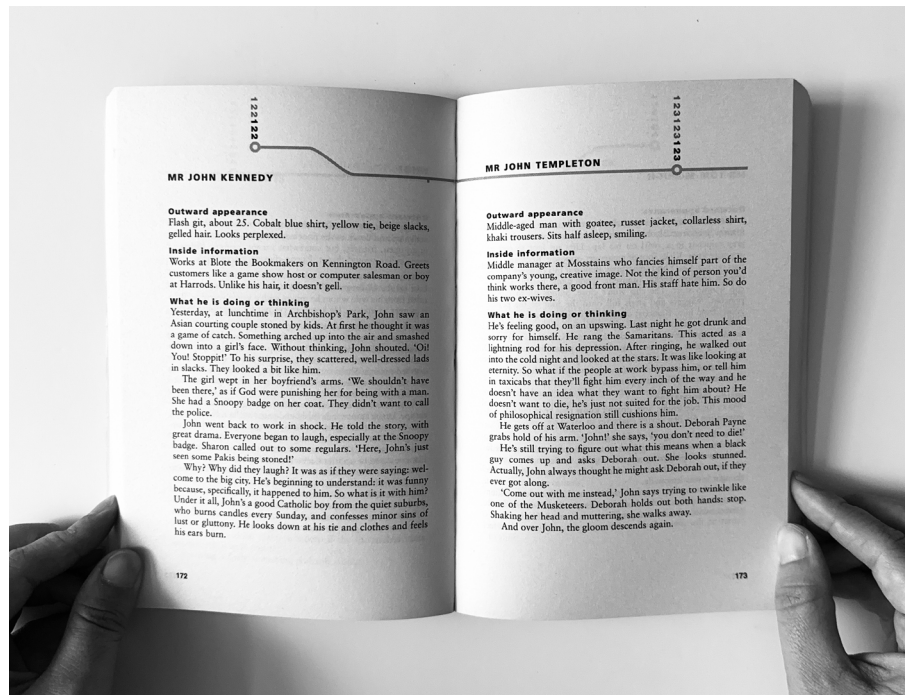 122122
MR JOHN KENNEDY
Outward appearance
Flash git, about 25. Cobalt blue shirt, yellow tie, beige slacks,
gelled hair. Looks perplexed.
Inside information
Works at Blote the Bookmakers on Kennington Road. Greets
customers like a game show host or computer salesman or boy
at Harrods. Unlike his hair, it doesn't gell.
What he is doing or thinking
Yesterday, at lunchtime in Archbishop's Park, John saw an
Asian courting couple stoned by kids. At first he thought it was
a game of catch. Something arched up into the air and smashed
down into a girl's face. Without thinking, John shouted. 'Oi!
You! Stoppit!' To his surprise, they scattered, well-dressed lads
in slacks. They looked a bit like him.
The girl wept in her boyfriend's arms. 'We shouldn't have
been there,' as if God were punishing her for being with a man.
She had a Snoopy badge on her coat. They didn't want to call
the police.
John went back to work in shock. He told the story, with
great drama. Everyone began to laugh, especially at the Snoopy
badge. Sharon called out to some regulars. 'Here, John's just
seen some Pakis being stoned!'
Why? Why did they laugh? It was as if they were saying: wel-
come to the big city. He's beginning to understand: it was funny
because, specifically, it happened to him. So what is it with him?
Under it all, John's a good Catholic boy from the quiet suburbs,
who burns candles every Sunday, and confesses minor sins of
lust or gluttony. He looks down at his tie and clothes and feels
his ears burn.
172
123123123
MR JOHN TEMPLETON
Outward appearance
Middle-aged man with goatee, russet jacket, collarless shirt,
khaki trousers. Sits half asleep, smiling.
Inside information
Middle manager at Mosstains who fancies himself part of the
company's young, creative image. Not the kind of person you'd
think works there, a good front man. His staff hate him. So do
his two ex-wives.
What he is doing or thinking
He's feeling good, on an upswing. Last night he got drunk and
sorry for himself. He rang the Samaritans. This acted as a
lightning rod for his depression. After ringing, he walked out
into the cold night and looked at the stars. It was like looking at
eternity. So what if the people at work bypass him, or tell him
in taxicabs that they'll fight him every inch of the way and he
doesn't have an idea what they want to fight him about? He
doesn't want to die, he's just not suited for the job. This mood
of philosophical resignation still cushions him.
He gets off at Waterloo and there is a shout. Deborah Payne
grabs hold of his arm. 'John!' she says, 'you don't need to die!'
He's still trying to figure out what this means when a black
guy comes up and asks Deborah out. She looks stunned.
Actually, John always thought he might ask Deborah out, if they
ever got along.
'Come out with me instead,' John says trying to twinkle like
one of the Musketeers. Deborah holds out both hands: stop.
Shaking her head and muttering, she walks away.
And over John, the gloom descends again.
173